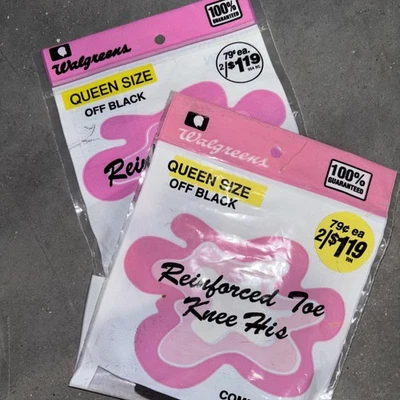 100%
GUARANTEED
Walgreens
79¢ ea.
2/$1.19
QUEEN SIZE
OFF BLACK
Walgreens
100%
GUARANTEED
QUEEN SIZE
OFF BLACK
79¢ ea
2/$1.19
Reinforced Toe
Knee His